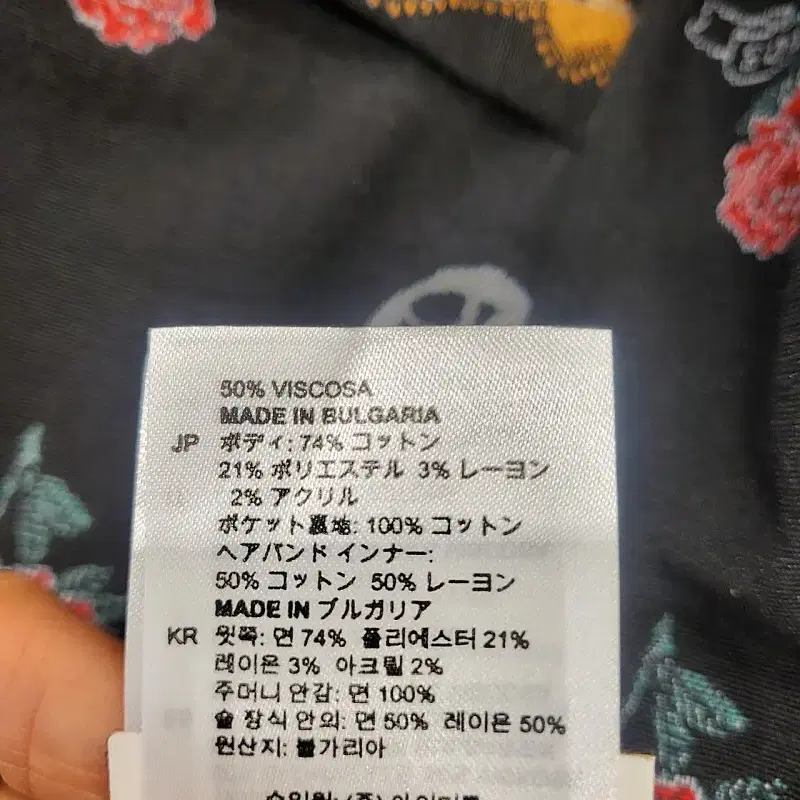 50% VISCOSA
MADE IN BULGARIA
JP ボディ: 74% コットン
21% ポリエステル 3% レーヨン
2% アクリル
ポケット裏地: 100% コットン
ヘアバンド インナー:
50% コットン 50% レーヨン
MADE IN ブルガリア
KR 윗쪽: 면 74% 폴리에스터 21%
레이온 3% 아크릴 2%
주머니 안감: 면 100%
술 장식 안외: 면 50% 레이온 50%
원산지: 불가리아